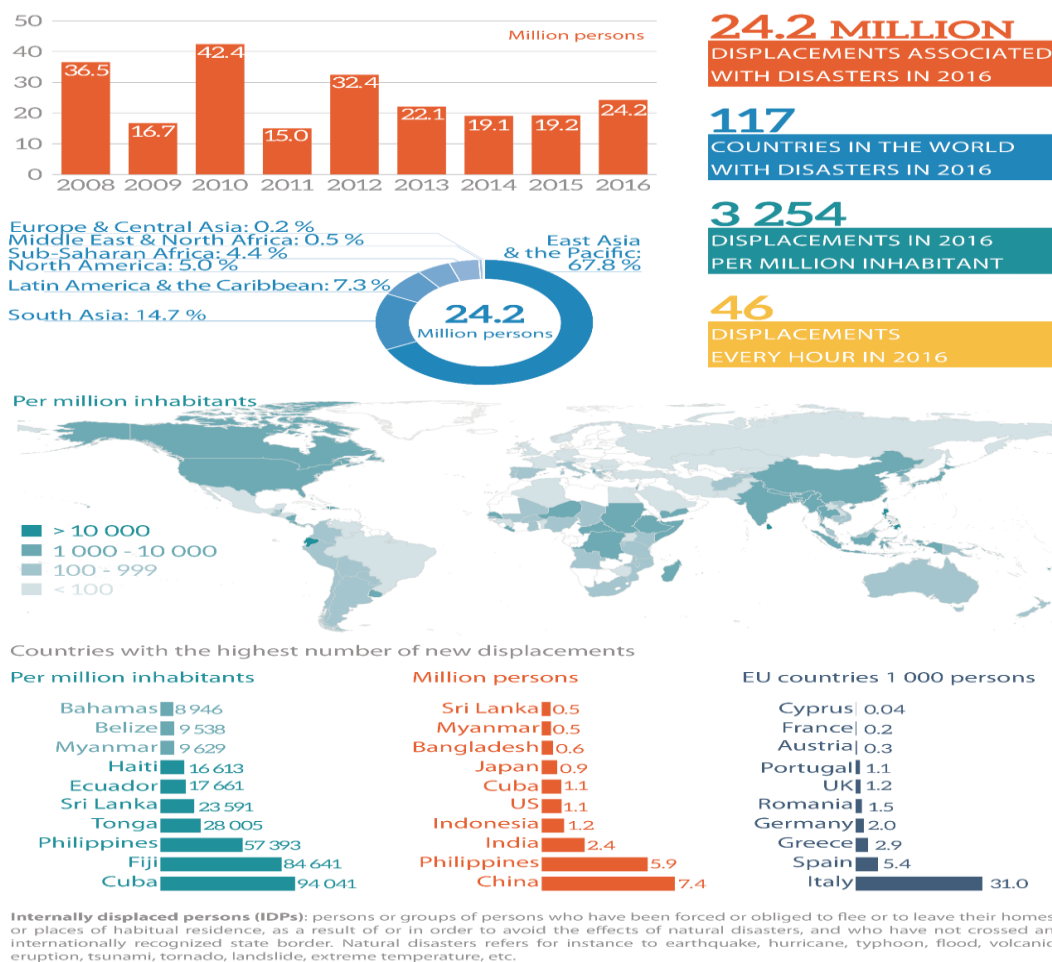 50
40
30
20
10
0
Million persons
36.5
16.7
42.4
15.0
32.4
22.1
19.1
19.2
24.2
2008 2009 2010 2011 2012 2013 2014 2015 2016
24.2 MILLION
DISPLACEMENTS ASSOCIATED
WITH DISASTERS IN 2016
117
COUNTRIES IN THE WORLD
WITH DISASTERS IN 2016
3 254
DISPLACEMENTS IN 2016
PER MILLION INHABITANT
46
DISPLACEMENTS
EVERY HOUR IN 2016
Europe & Central Asia: 0.2 %
Middle East & North Africa: 0.5 %
Sub-Saharan Africa: 4.4 %
North America: 5.0 %
Latin America & the Caribbean: 7.3 %
South Asia: 14.7 %
East Asia
& the Pacific:
67.8 %
24.2
Million persons
Per million inhabitants
> 10 000
1 000 - 10 000
100 - 999
< 100
Countries with the highest number of new displacements
Per million inhabitants
Bahamas 8 946
Belize 9 538
Myanmar 9 629
Haiti 16 613
Ecuador 17 661
Sri Lanka 23 591
Tonga 28 005
Philippines 57 393
Fiji 84 641
Cuba 94 041
Million persons
Sri Lanka 0.5
Myanmar 0.5
Bangladesh 0.6
Japan 0.9
Cuba 1.1
US 1.1
Indonesia 1.2
India 2.4
Philippines 5.9
China 7.4
EU countries 1 000 persons
Cyprus 0.04
France 0.2
Austria 0.3
Portugal 1.1
UK 1.2
Romania 1.5
Germany 2.0
Greece 2.9
Spain 5.4
Italy 31.0
Internally displaced persons (IDPs): persons or groups of persons who have been forced or obliged to flee or to leave their homes
or places of habitual residence, as a result of or in order to avoid the effects of natural disasters, and who have not crossed an
internationally recognized state border. Natural disasters refers for instance to earthquake, hurricane, typhoon, flood, volcanic
eruption, tsunami, tornado, landslide, extreme temperature, etc.